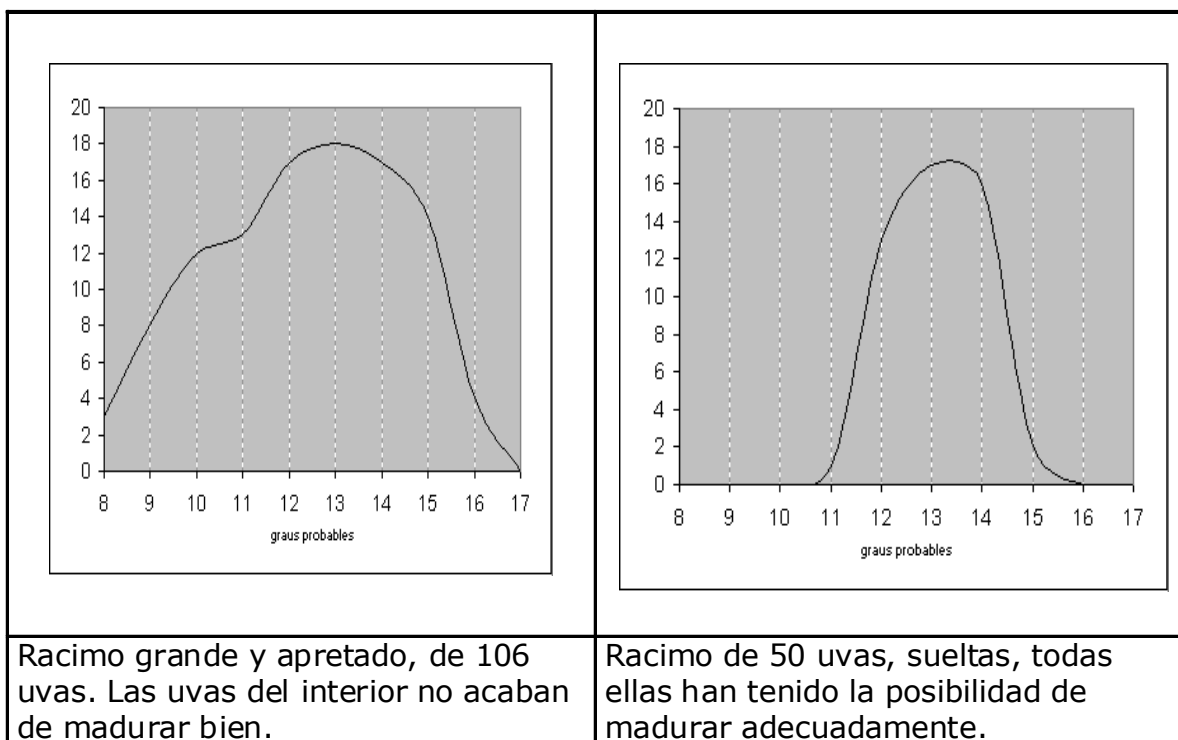 20
18
16
14
12
10
8
6
4
2
0
8 9 10 11 12 13 14 15 16 17
graus probables
20
18
16
14
12
10
8
6
4
2
0
8 9 10 11 12 13 14 15 16 17
graus probables
Racimo grande y apretado, de 106
uvas. Las uvas del interior no acaban
de madurar bien.
Racimo de 50 uvas, sueltas, todas
ellas han tenido la posibilidad de
madurar adecuadamente.